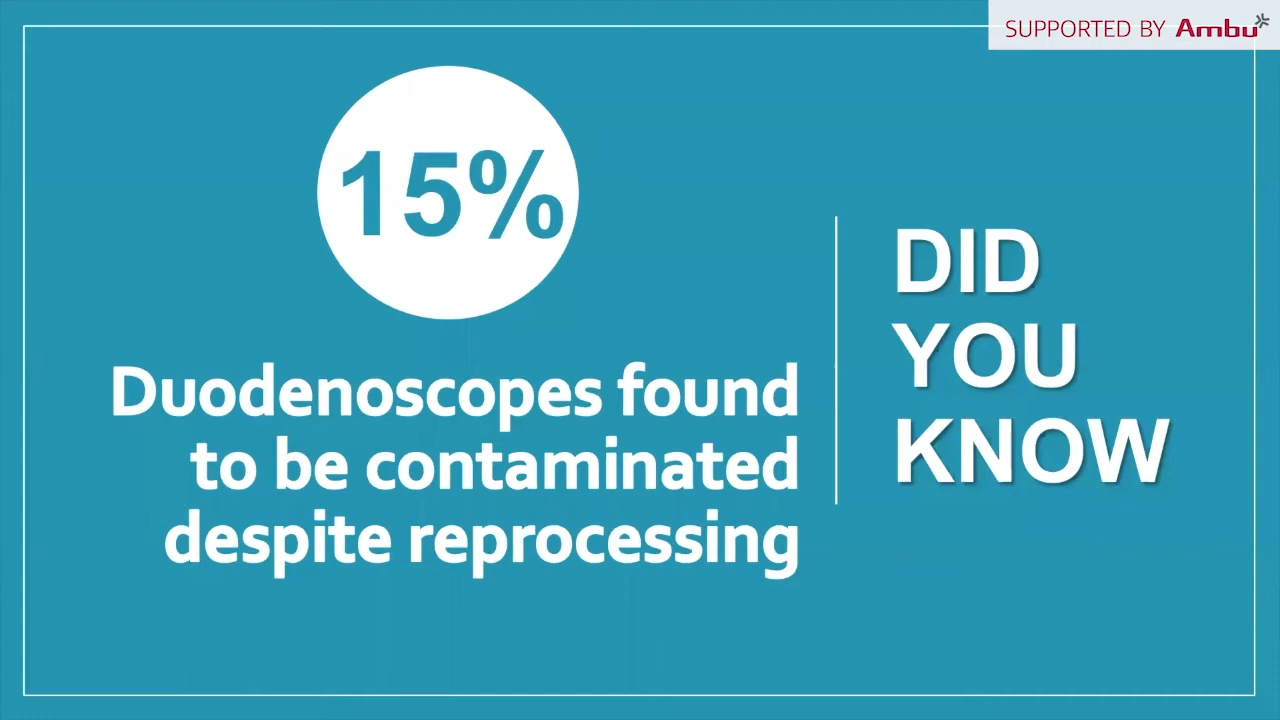 SUPPORTED BY Ambu
15%
Duodenoscopes found
to be contaminated
despite reprocessing
DID
YOU
KNOW